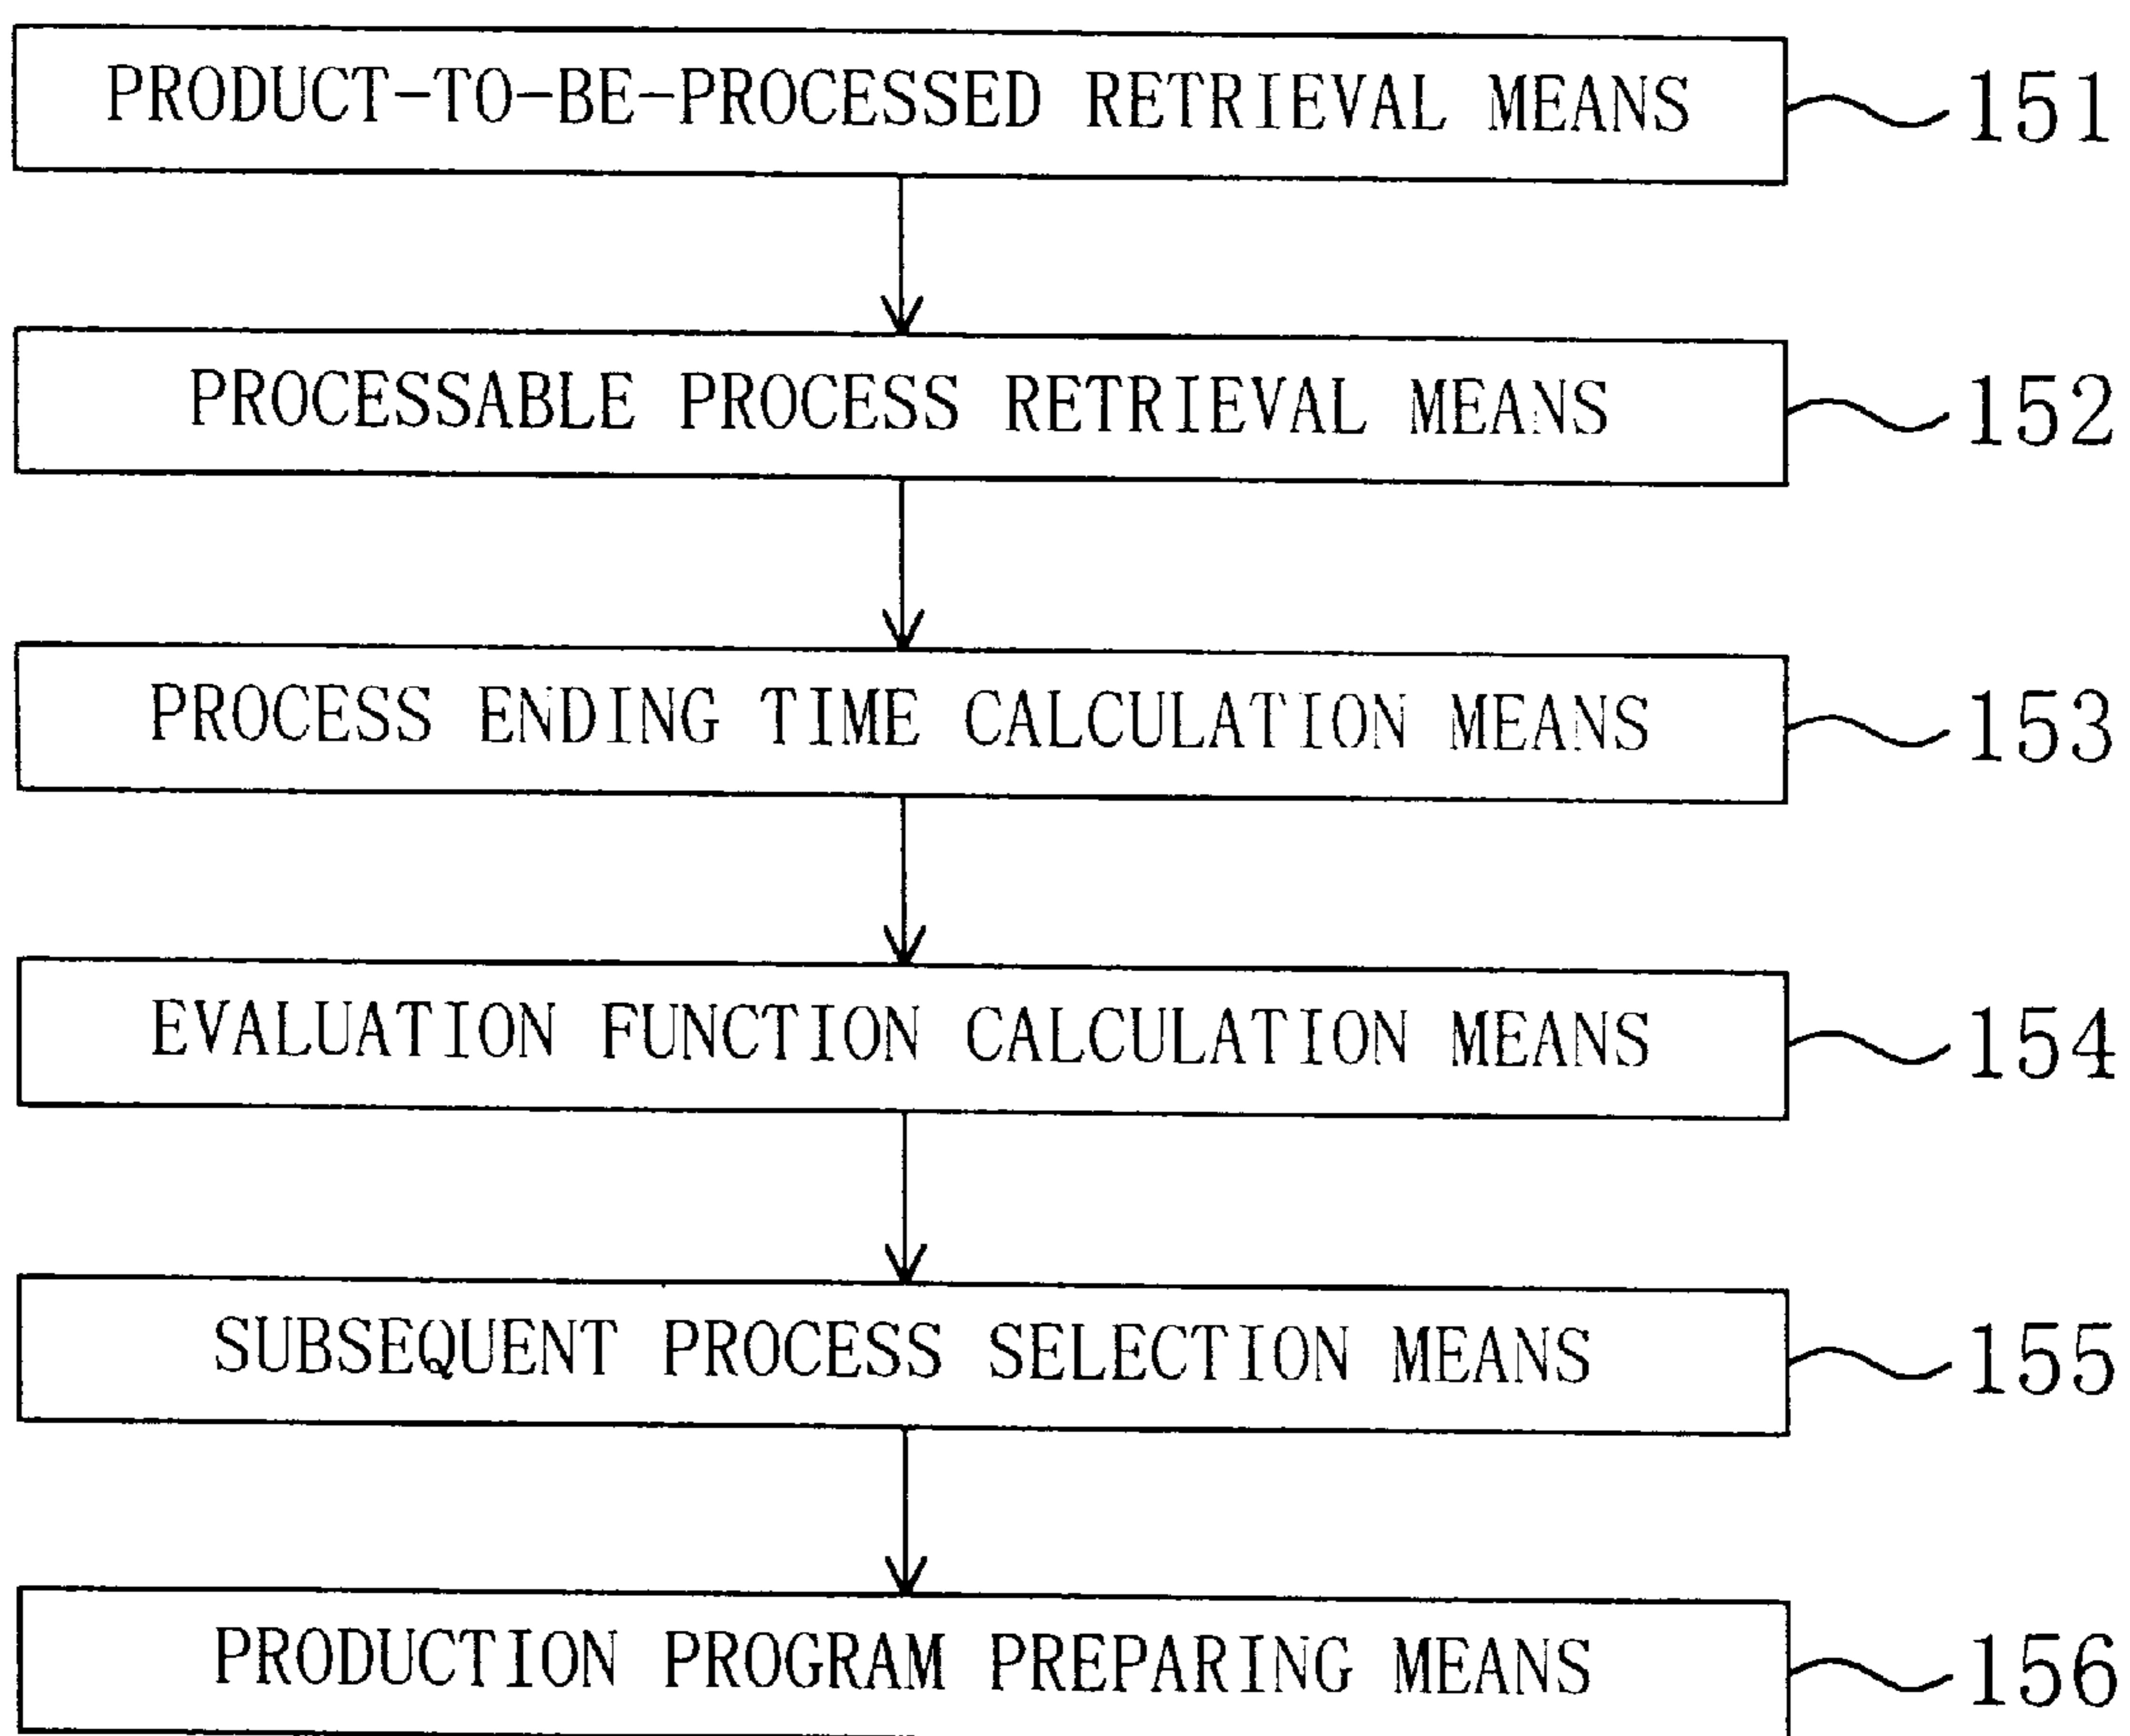 PRODUCT-TO-BE-PROCESSED RETRIEVAL MEANS 151
PROCESSABLE PROCESS RETRIEVAL MEANS 152
PROCESS ENDING TIME CALCULATION MEANS 153
EVALUATION FUNCTION CALCULATION MEANS 154
SUBSEQUENT PROCESS SELECTION MEANS 155
PRODUCTION PROGRAM PREPARING MEANS 156